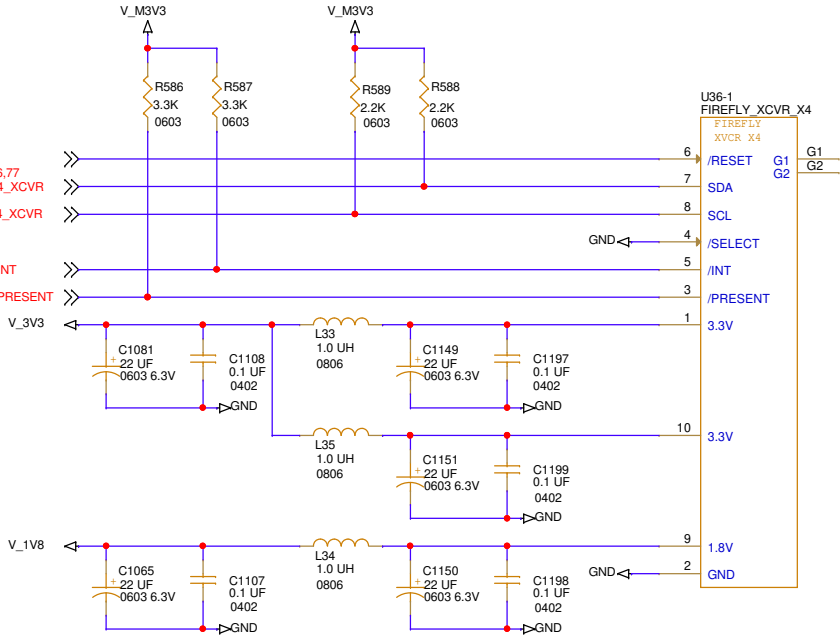 V_M3V3
V_M3V3
R586
3.3K
0603
R587
3.3K
0603
R589
2.2K
0603
R588
2.2K
0603
U36-1
FIREFLY_XCVR_X4
FIREFLY
XVCR X4
6
/RESET
G1
G1
G2
G2
6,77
4_XCVR
7
SDA
4_XCVR
8
SCL
GND
4
/SELECT
NT
5
/INT
PRESENT
3
/PRESENT
V_3V3
1
3.3V
L33
1.0 UH
0806
C1081
22 UF
0603 6.3V
+
C1108
0.1 UF
0402
GND
C1149
22 UF
0603 6.3V
+
C1197
0.1 UF
0402
GND
10
3.3V
L35
1.0 UH
0806
C1151
22 UF
0603 6.3V
+
C1199
0.1 UF
0402
GND
V_1V8
9
1.8V
L34
1.0 UH
0806
GND
2
GND
C1065
22 UF
0603 6.3V
+
C1107
0.1 UF
0402
GND
C1150
22 UF
0603 6.3V
+
C1198
0.1 UF
0402
GND